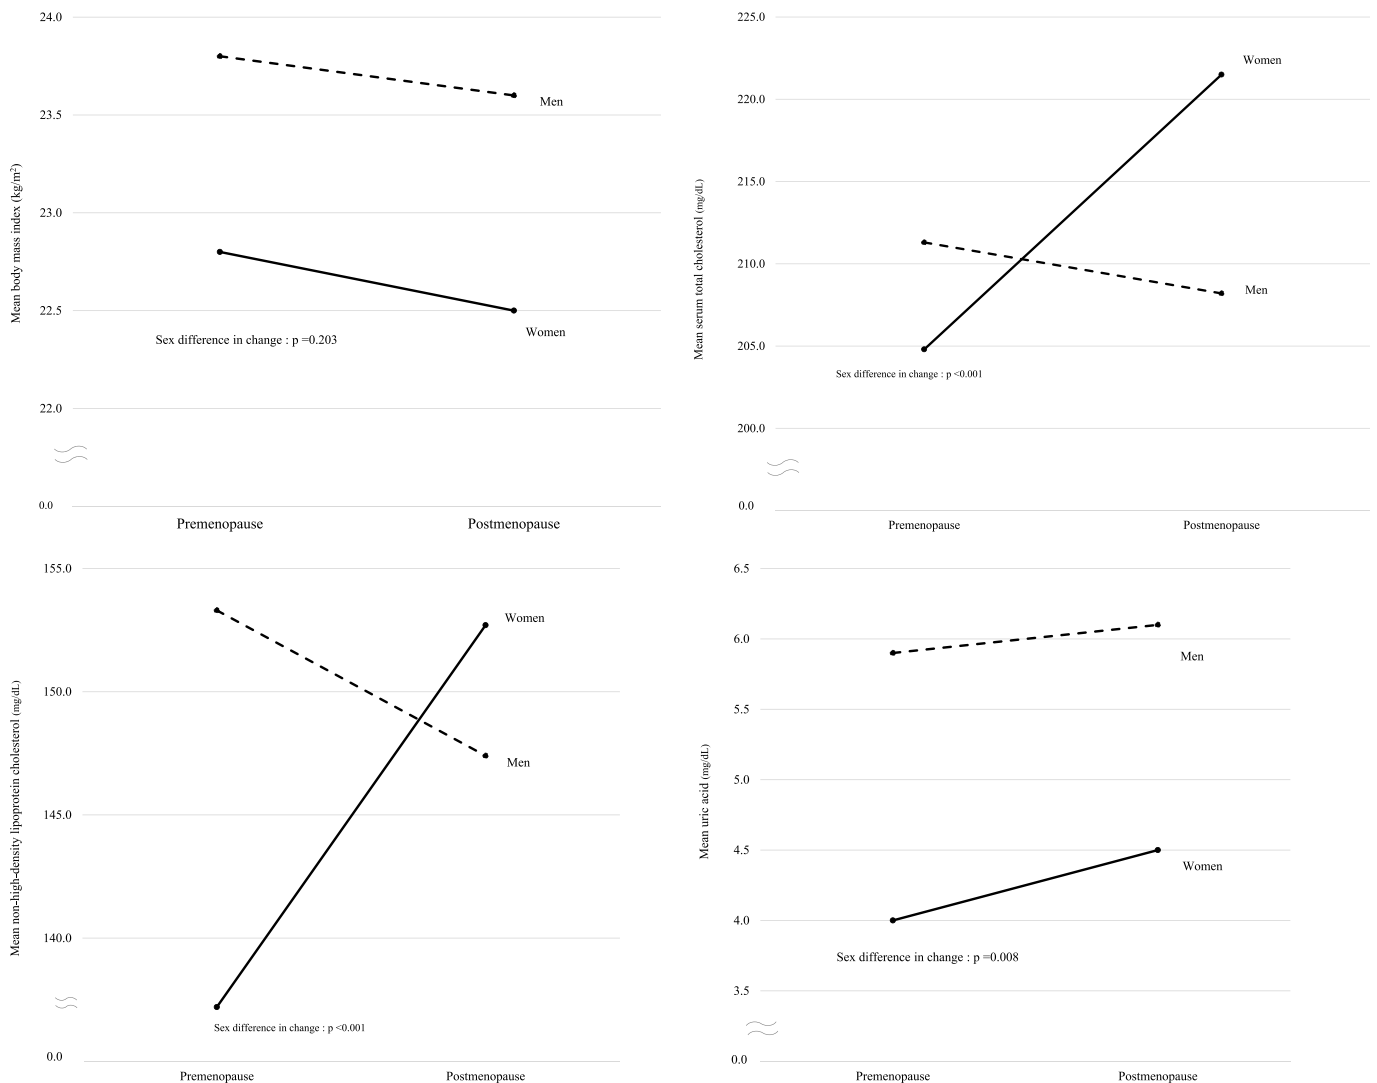 24.0
23.5
23.0
22.5
22.0
0.0
Mean body mass index (kg/m²)
Men
Women
Sex difference in change : p =0.203
Premenopause
Postmenopause
225.0
220.0
215.0
210.0
205.0
200.0
0.0
Mean serum total cholesterol (mg/dL)
Women
Men
Sex difference in change : p <0.001
Premenopause
Postmenopause
155.0
150.0
145.0
140.0
0.0
Mean non-high-density lipoprotein cholesterol (mg/dL)
Women
Men
Sex difference in change : p <0.001
Premenopause
Postmenopause
6.5
6.0
5.5
5.0
4.5
4.0
3.5
0.0
Mean uric acid (mg/dL)
Men
Women
Sex difference in change : p =0.008
Premenopause
Postmenopause